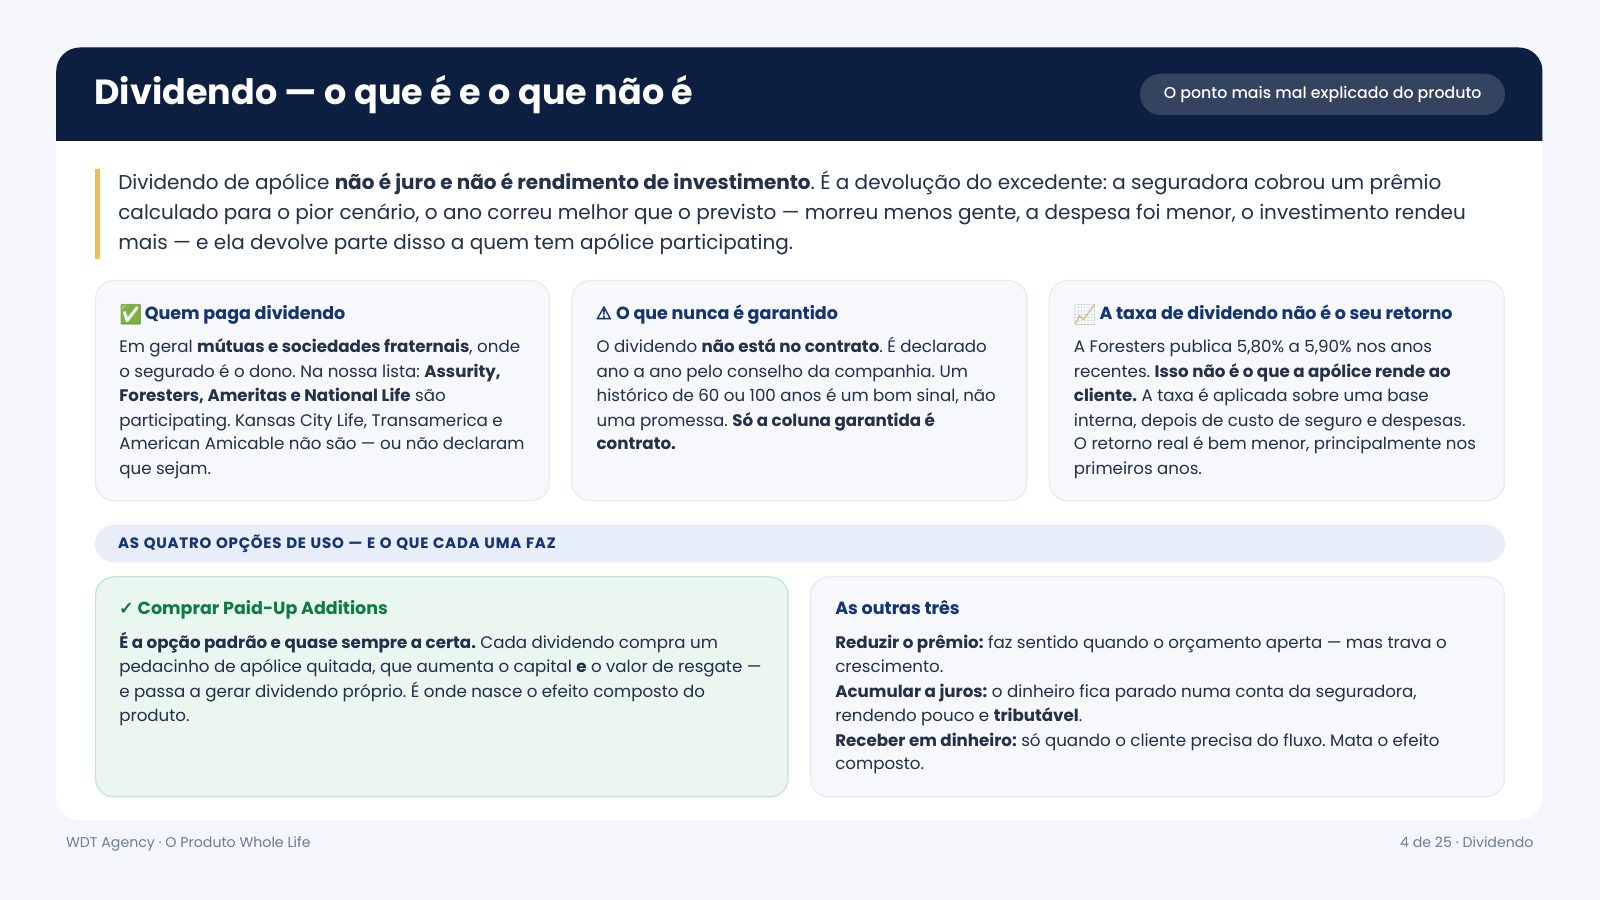 Dividendo — o que é e o que não é
O ponto mais mal explicado do produto
Dividendo de apólice não é juro e não é rendimento de investimento. É a devolução do excedente: a seguradora cobrou um prêmio
calculado para o pior cenário, o ano correu melhor que o previsto — morreu menos gente, a despesa foi menor, o investimento rendeu
mais — e ela devolve parte disso a quem tem apólice participating.
✅ Quem paga dividendo
Em geral mútuas e sociedades fraternais, onde
o segurado é o dono. Na nossa lista: Assurity,
Foresters, Ameritas e National Life são
participating. Kansas City Life, Transamerica e
American Amicable não são — ou não declaram
que sejam.
⚠ O que nunca é garantido
O dividendo não está no contrato. É declarado
ano a ano pelo conselho da companhia. Um
histórico de 60 ou 100 anos é um bom sinal, não
uma promessa. Só a coluna garantida é
contrato.
📈 A taxa de dividendo não é o seu retorno
A Foresters publica 5,80% a 5,90% nos anos
recentes. Isso não é o que a apólice rende ao
cliente. A taxa é aplicada sobre uma base
interna, depois de custo de seguro e despesas.
O retorno real é bem menor, principalmente nos
primeiros anos.
AS QUATRO OPÇÕES DE USO — E O QUE CADA UMA FAZ
✓ Comprar Paid-Up Additions
É a opção padrão e quase sempre a certa. Cada dividendo compra um
pedacinho de apólice quitada, que aumenta o capital e o valor de resgate —
e passa a gerar dividendo próprio. É onde nasce o efeito composto do
produto.
As outras três
Reduzir o prêmio: faz sentido quando o orçamento aperta — mas trava o
crescimento.
Acumular a juros: o dinheiro fica parado numa conta da seguradora,
rendendo pouco e tributável.
Receber em dinheiro: só quando o cliente precisa do fluxo. Mata o efeito
composto.
WDT Agency · O Produto Whole Life
4 de 25 · Dividendo